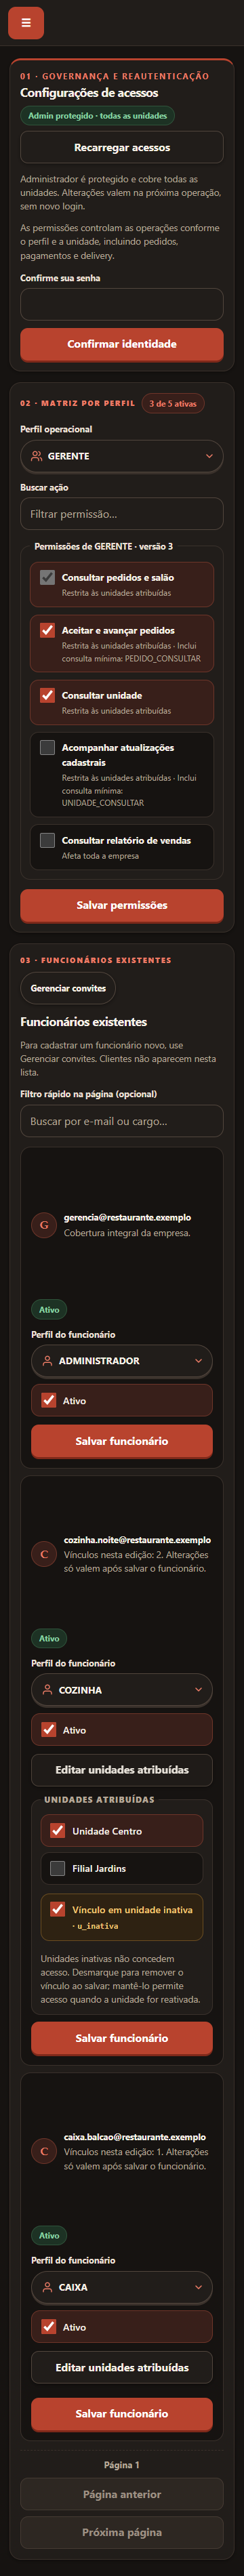 01 · GOVERNANÇA E REAUTENTICAÇÃO
Configurações de acessos
Admin protegido · todas as unidades
Recarregar acessos
Administrador é protegido e cobre todas as
unidades. Alterações valem na próxima operação,
sem novo login.
As permissões controlam as operações conforme
o perfil e a unidade, incluindo pedidos,
pagamentos e delivery.
Confirme sua senha
Confirmar identidade
02 · MATRIZ POR PERFIL
3 de 5 ativas
Perfil operacional
GERENTE
Buscar ação
Filtrar permissão...
Permissões de GERENTE · versão 3
Consultar pedidos e salão
Restrita às unidades atribuídas
Aceitar e avançar pedidos
Restrita às unidades atribuídas · Inclui
consulta mínima: PEDIDO_CONSULTAR
Consultar unidade
Restrita às unidades atribuídas
Acompanhar atualizações
cadastrais
Restrita às unidades atribuídas · Inclui
consulta mínima:
UNIDADE_CONSULTAR
Consultar relatório de vendas
Afeta toda a empresa
Salvar permissões
03 · FUNCIONÁRIOS EXISTENTES
Gerenciar convites
Funcionários existentes
Para cadastrar um funcionário novo, use
Gerenciar convites. Clientes não aparecem nesta
lista.
Filtro rápido na página (opcional)
Buscar por e-mail ou cargo...
G
gerencia@restaurante.exemplo
Cobertura integral da empresa.
Ativo
Perfil do funcionário
ADMINISTRADOR
Ativo
Salvar funcionário
C
cozinha.noite@restaurante.exemplo
Vínculos nesta edição: 2. Alterações
só valem após salvar o funcionário.
Ativo
Perfil do funcionário
COZINHA
Ativo
Editar unidades atribuídas
UNIDADES ATRIBUÍDAS
Unidade Centro
Filial Jardins
Vínculo em unidade inativa
· u_inativa
Unidades inativas não concedem
acesso. Desmarque para remover o
vínculo ao salvar; mantê-lo permite
acesso quando a unidade for reativada.
Salvar funcionário
C
caixa.balcao@restaurante.exemplo
Vínculos nesta edição: 1. Alterações
só valem após salvar o funcionário.
Ativo
Perfil do funcionário
CAIXA
Ativo
Editar unidades atribuídas
Salvar funcionário
Página 1
Página anterior
Próxima página